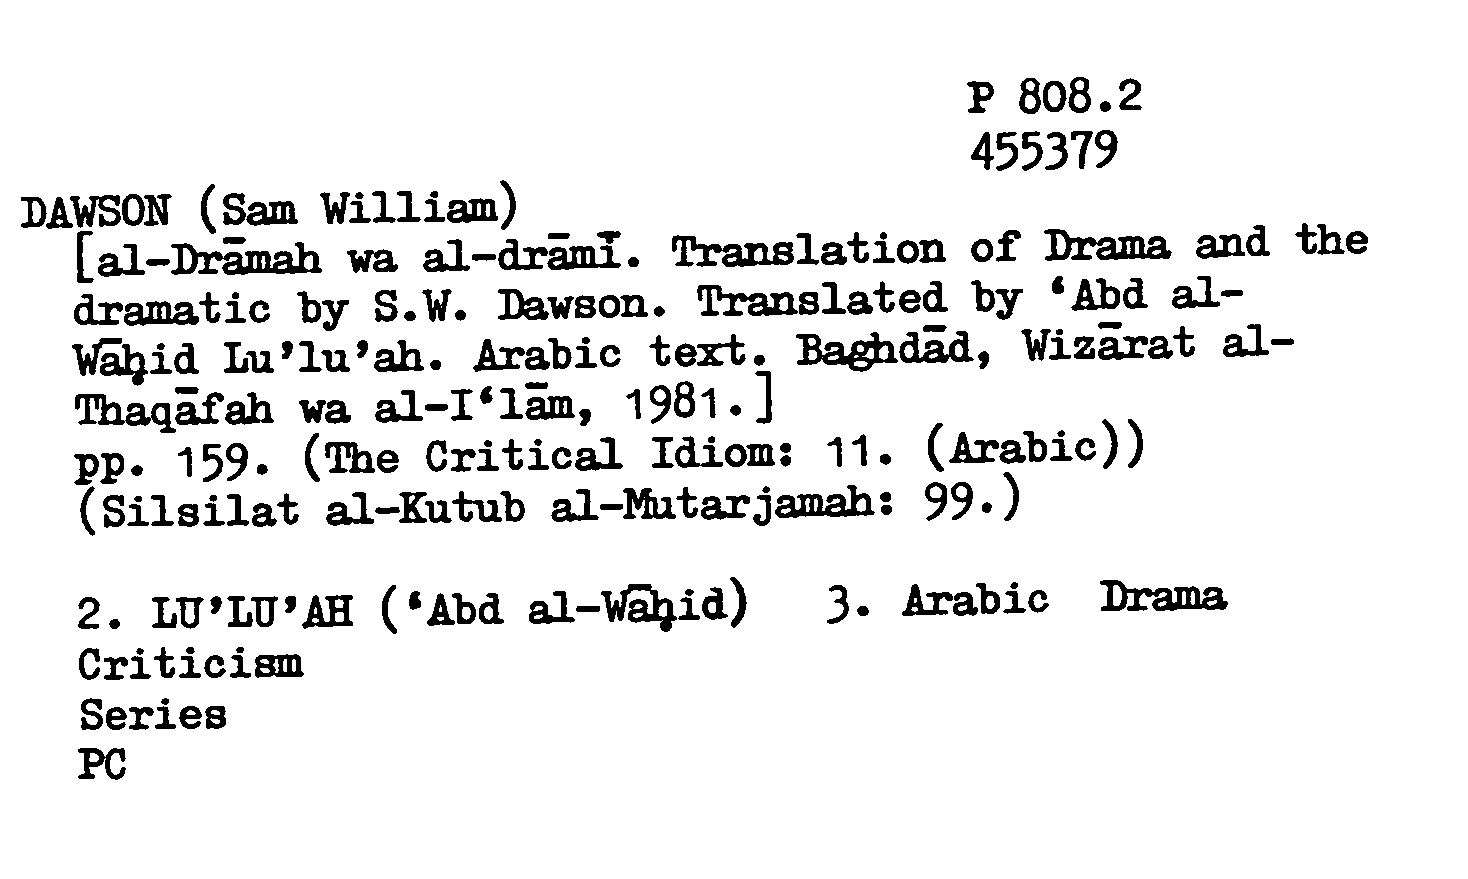 P 808.2
455379
DAWSON (Sam William)
[al-Drāmah wa al-drāmī. Translation of Drama and the
dramatic by S.W. Dawson. Translated by ‘Abd al-
Wāḥid Lu’lu’ah. Arabic text. Baghdād, Wizārat al-
Thaqāfah wa al-I‘lām, 1981.]
pp. 159. (The Critical Idiom: 11. (Arabic))
(Silsilat al-Kutub al-Mutarjamah: 99.)
2. LU’LU’AH (‘Abd al-Wāḥid) 3. Arabic Drama
Criticism
Series
PC